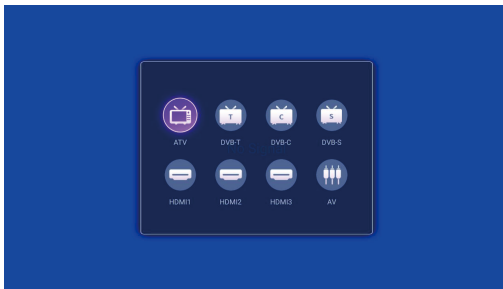 T
C
S
ATV DVB-T DVB-C DVB-S
HDMI1 HDMI2 HDMI3 AV